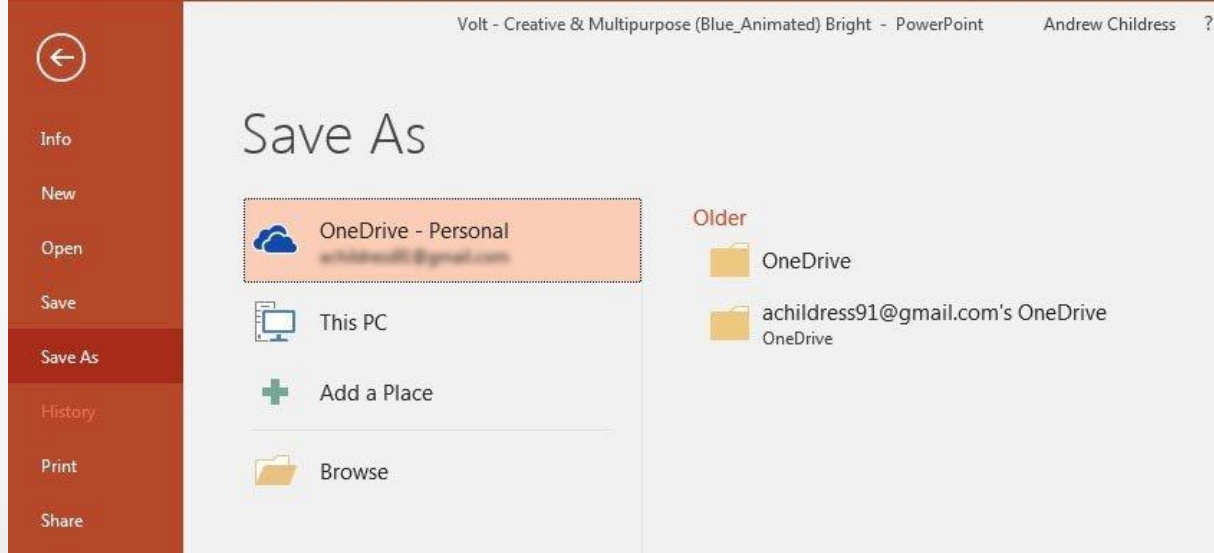 Volt - Creative & Multipurpose (Blue_Animated) Bright - PowerPoint Andrew Childress ?
Info
New
Open
Save
Save As
History
Print
Share
Save As
OneDrive - Personal
This PC
Add a Place
Browse
Older
OneDrive
achildress91@gmail.com's OneDrive
OneDrive